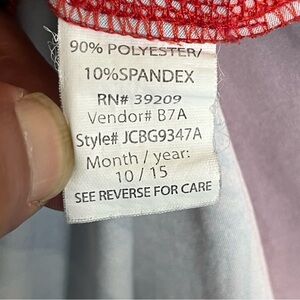 90% POLYESTER/
10%SPANDEX
RN# 39209
Vendor# B7A
Style# JCBG9347A
Month / year:
10 / 15
SEE REVERSE FOR CARE